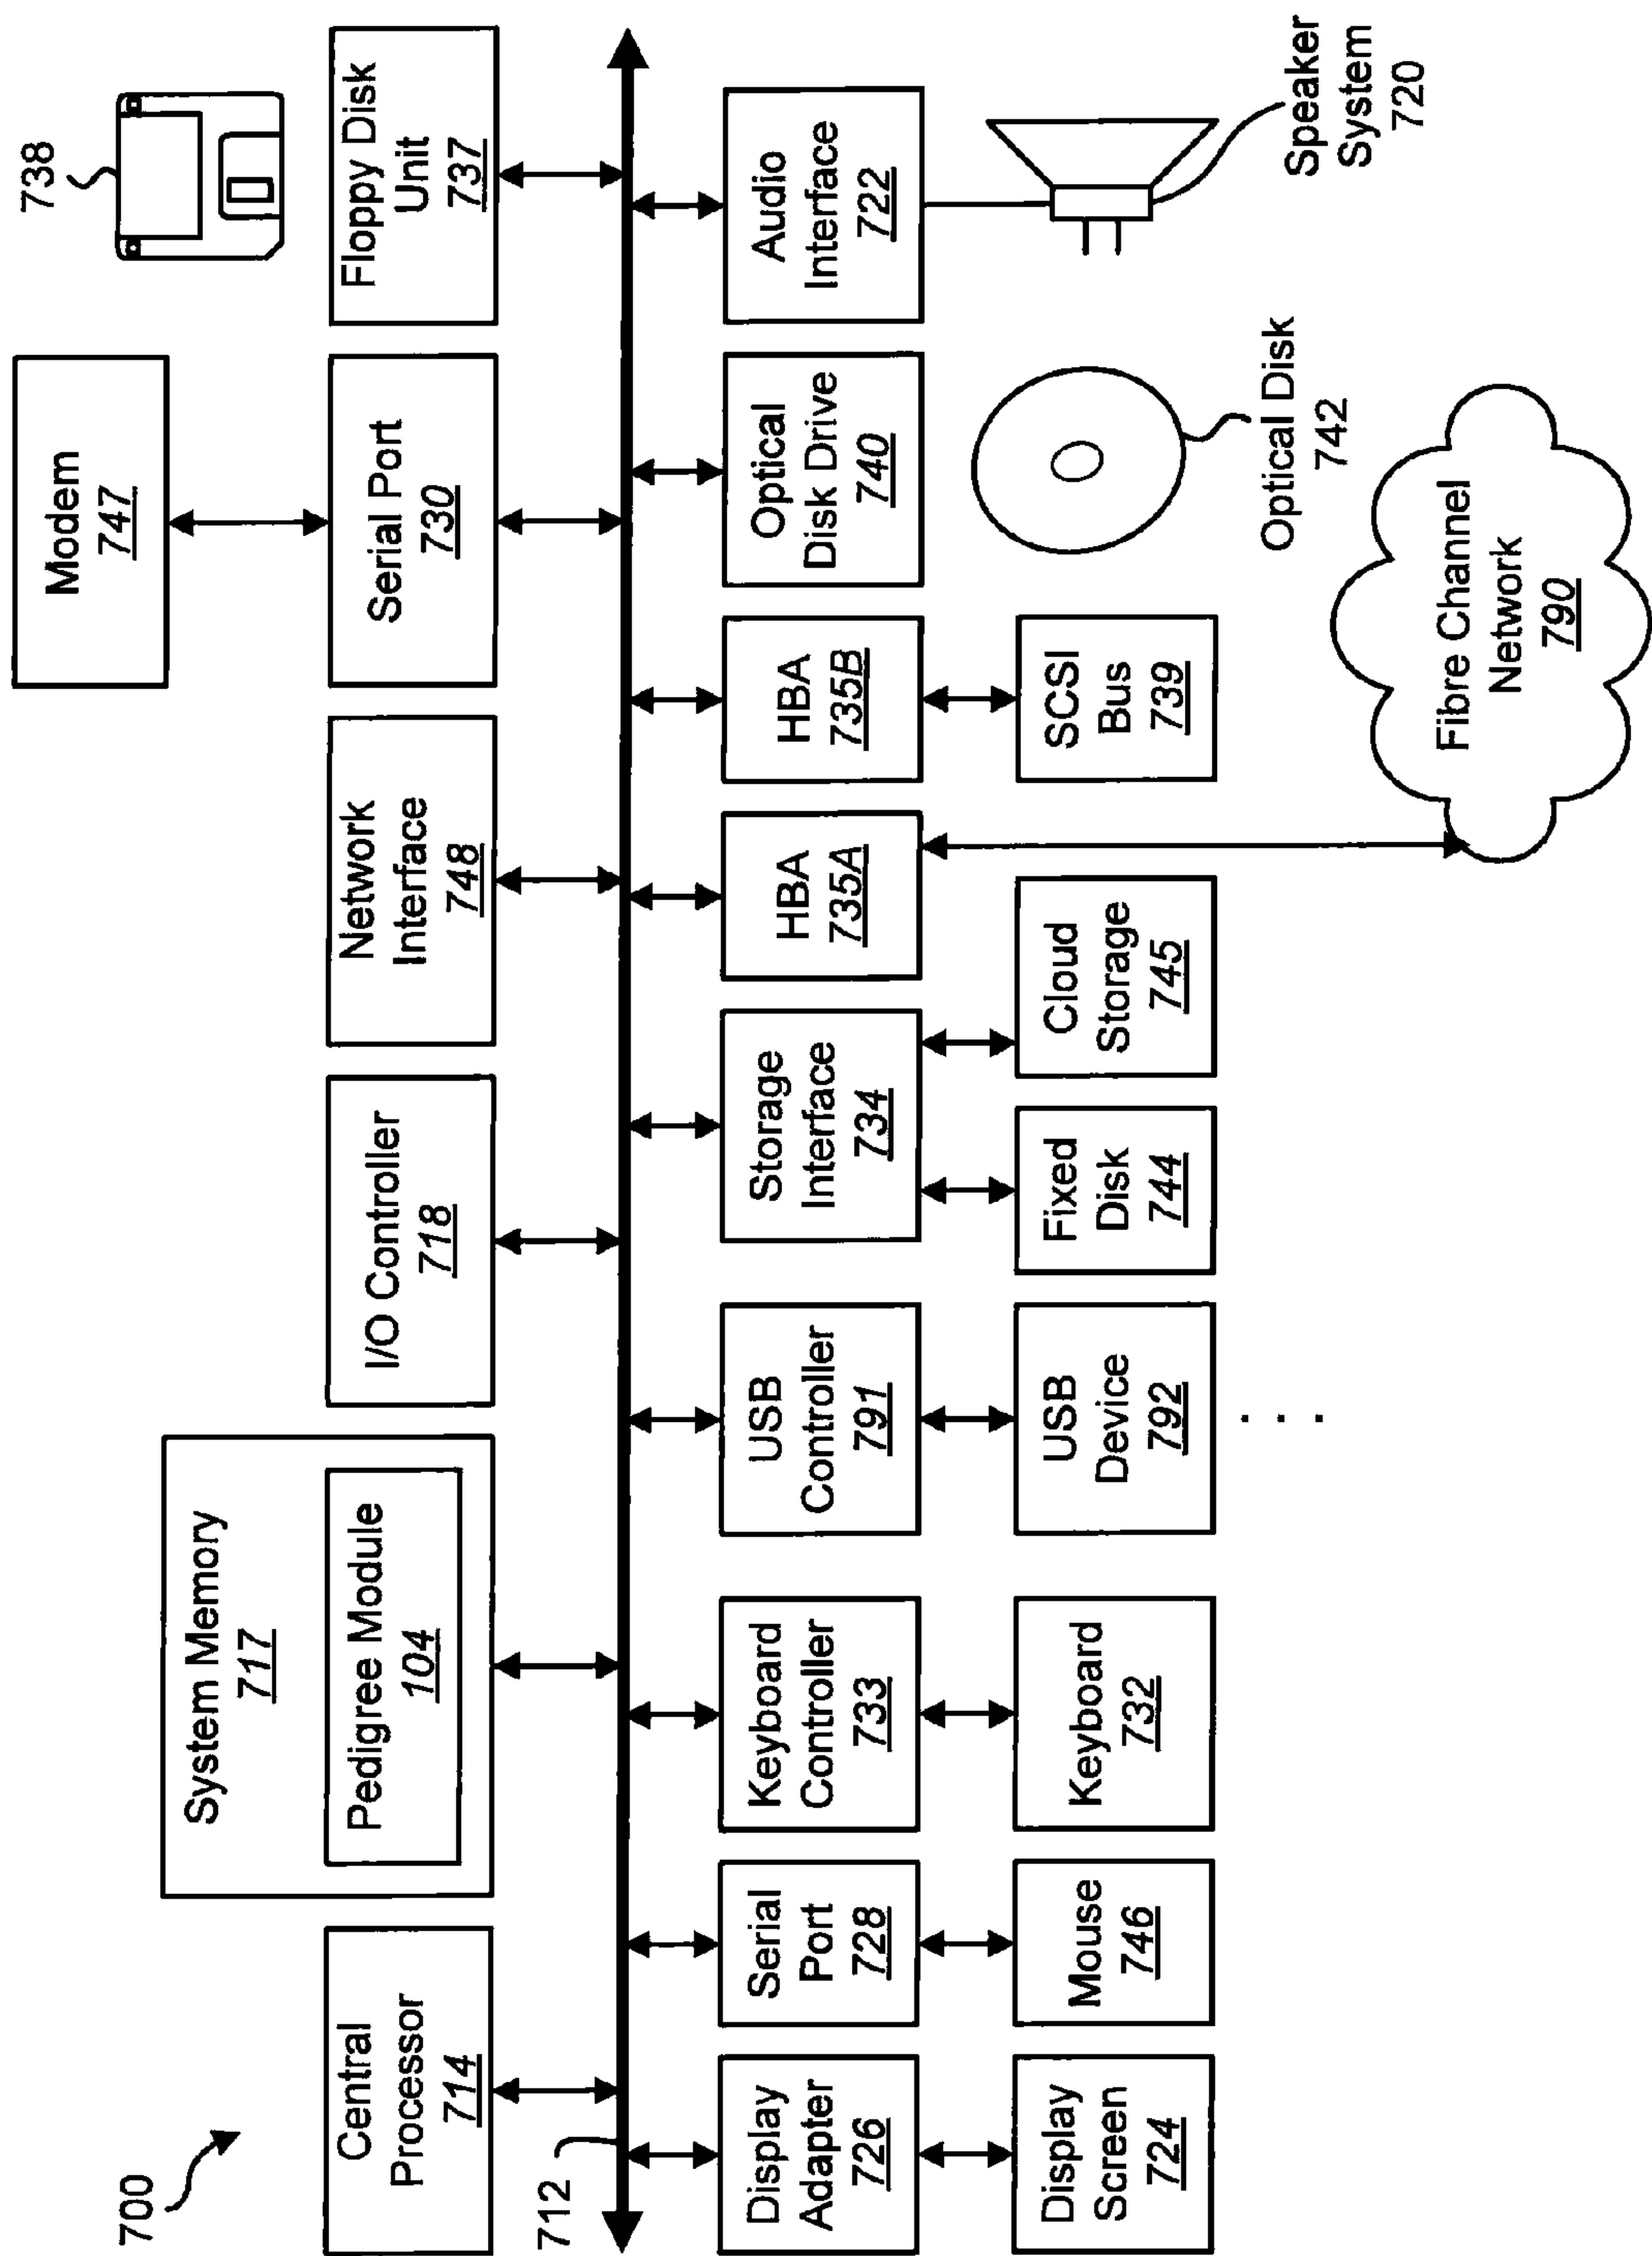 700
Central
Processor
714
System Memory
717
Pedigree Module
104
I/O Controller
718
Network
Interface
748
Modem
747
Serial Port
730
738
Floppy Disk
Unit
737
712
Display
Adapter
726
Serial
Port
728
Keyboard
Controller
733
USB
Controller
791
Storage
Interface
734
HBA
735A
HBA
735B
Optical
Disk Drive
740
Audio
Interface
722
Display
Screen
724
Mouse
746
Keyboard
732
USB
Device
792
. . .
Fixed
Disk
744
Cloud
Storage
745
SCSI
Bus
739
Optical Disk
742
Speaker
System
720
Fibre Channel
Network
790